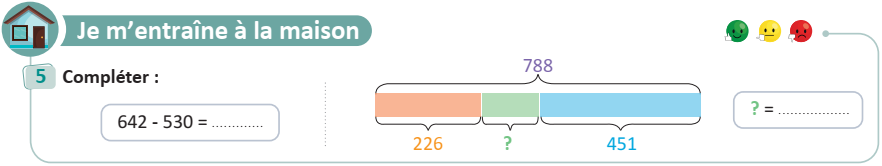 Je m'entraîne à la maison
5 Compléter :
642 - 530 = .............
788
226 ? 451
? = ..................